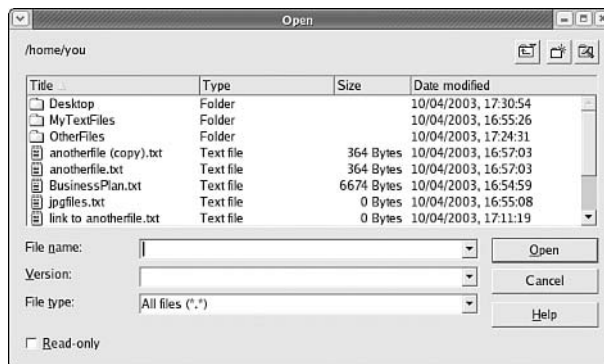 Open
/home/you
Title Type Size Date modified
Desktop Folder 10/04/2003, 17:30:54
MyTextFiles Folder 10/04/2003, 16:55:26
OtherFiles Folder 10/04/2003, 17:24:31
anotherfile (copy).txt Text file 364 Bytes 10/04/2003, 16:57:03
anotherfile.txt Text file 364 Bytes 10/04/2003, 16:57:03
BusinessPlan.txt Text file 6674 Bytes 10/04/2003, 16:54:59
jpgfiles.txt Text file 0 Bytes 10/04/2003, 16:55:08
link to anotherfile.txt Text file 0 Bytes 10/04/2003, 17:11:19
File name: Open
Version: Cancel
File type: All files (*.*)
Help
Read-only